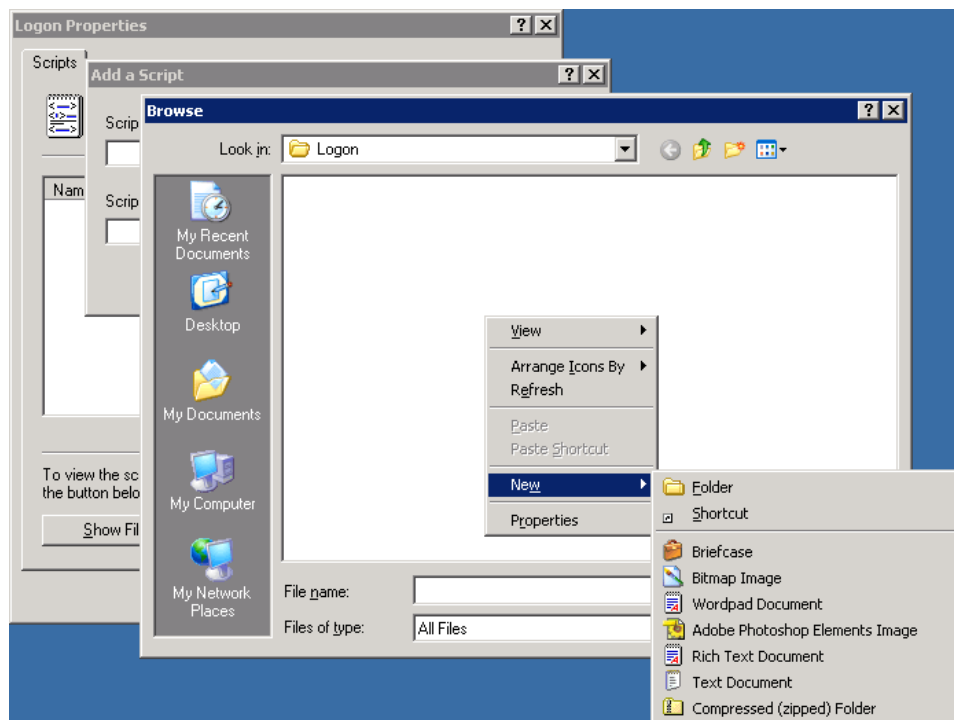 Logon Properties
Scripts
Add a Script
Scrip
Nam
Scrip
To view the sc
the button belo
Show Fil
Browse
Look in:
Logon
My Recent
Documents
Desktop
My Documents
My Computer
My Network
Places
File name:
Files of type:
All Files
View
Arrange Icons By
Refresh
Paste
Paste Shortcut
New
Properties
Folder
Shortcut
Briefcase
Bitmap Image
Wordpad Document
Adobe Photoshop Elements Image
Rich Text Document
Text Document
Compressed (zipped) Folder